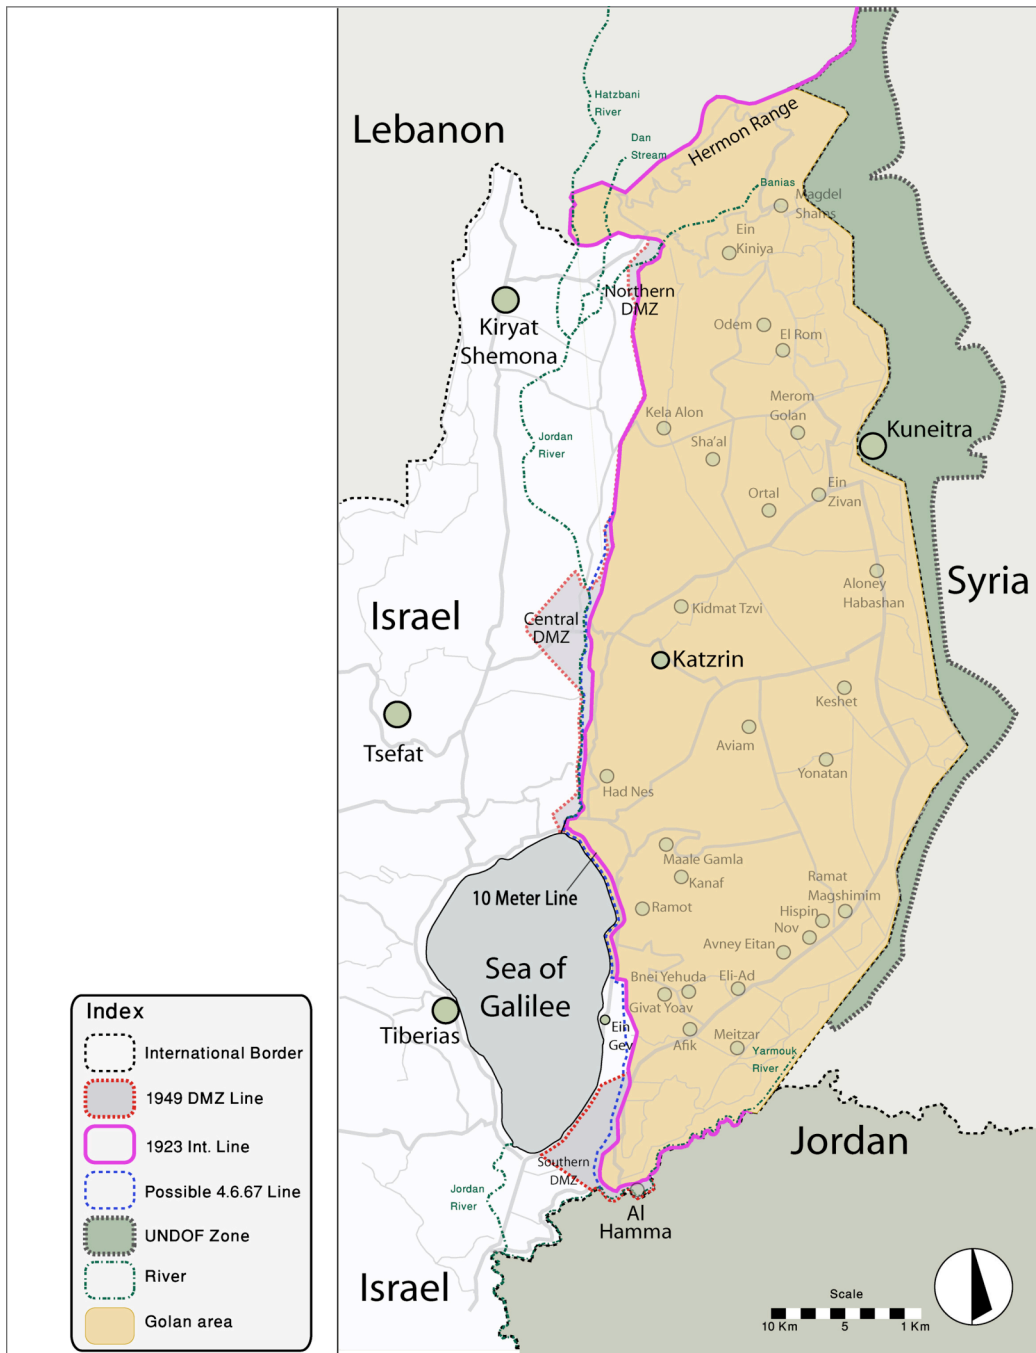 Hatzbani
River
Lebanon
Dan
Stream
Hermon Range
Banias
Magdel
Shams
Ein
Kiniya
Northern
DMZ
Kiryat
Shemona
Odem
El Rom
Merom
Golan
Kela Alon
Kuneitra
Sha'al
Jordan
River
Ein
Zivan
Ortal
Syria
Aloney
Habashan
Israel
Central
DMZ
Kidmat Tzvi
Katzrin
Keshet
Tsefat
Aviam
Yonatan
Had Nes
Maale Gamla
Kanaf
Ramat
Magshimim
10 Meter Line
Ramot
Hispin
Nov
Avney Eitan
Sea of
Galilee
Bnei Yehuda
Eli-Ad
Givat Yoav
Tiberias
Ein
Gev
Afik
Meitzar
Yarmouk
River
Jordan
Southern
DMZ
Jordan
River
Al
Hamma
Israel
Index
International Border
1949 DMZ Line
1923 Int. Line
Possible 4.6.67 Line
UNDOF Zone
River
Golan area
Scale
10 Km 5 1 Km